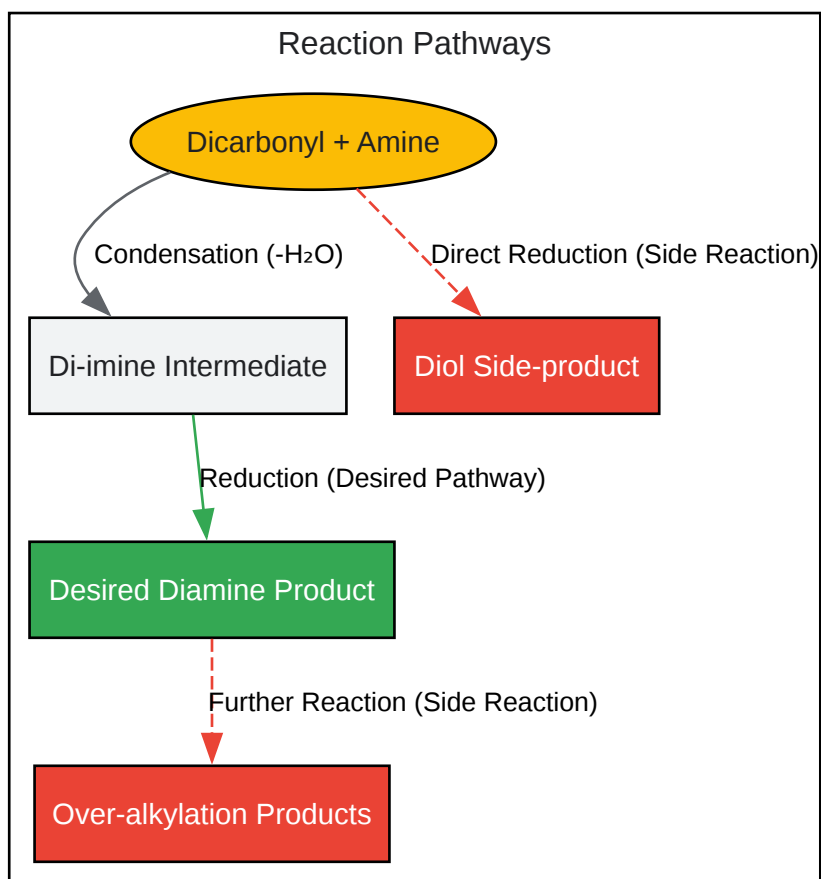 Reaction Pathways
Dicarbonyl + Amine
Condensation (-H₂O)
Direct Reduction (Side Reaction)
Di-imine Intermediate
Diol Side-product
Reduction (Desired Pathway)
Desired Diamine Product
Further Reaction (Side Reaction)
Over-alkylation Products